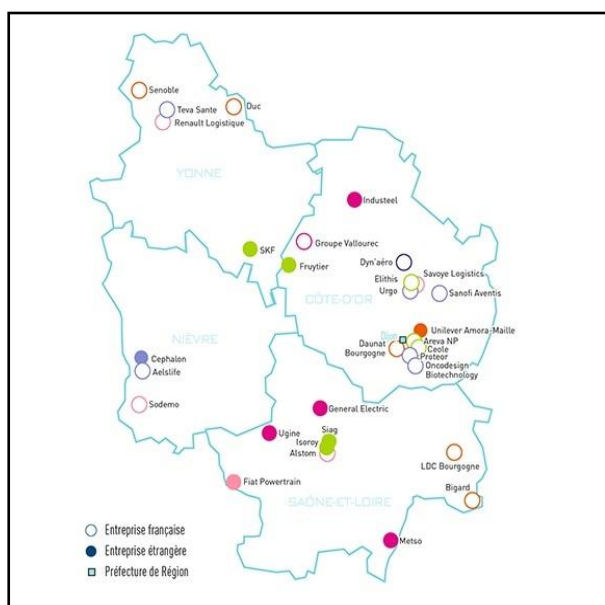 Senoble
Teva Sante
Duc
Renault Logistique
YONNE
Industeel
SKF
Groupe Vallourec
Fruytier
Dyn'aéro
Elithis
Savoye Logistics
Urgo
Sanofi Aventis
CÔTE-D'OR
NIÈVRE
Dijon
Unilever Amora-Maille
Daunat
Bourgogne
Areva NP
Ceole
Proteor
Oncodesign
Biotechnology
Cephalon
Aelslife
Sodemo
General Electric
Ugine
Siag
Isoroy
Alstom
LDC Bourgogne
Fiat Powertrain
Bigard
SAÔNE-ET-LOIRE
Metso
Entreprise française
Entreprise étrangère
Préfecture de Région